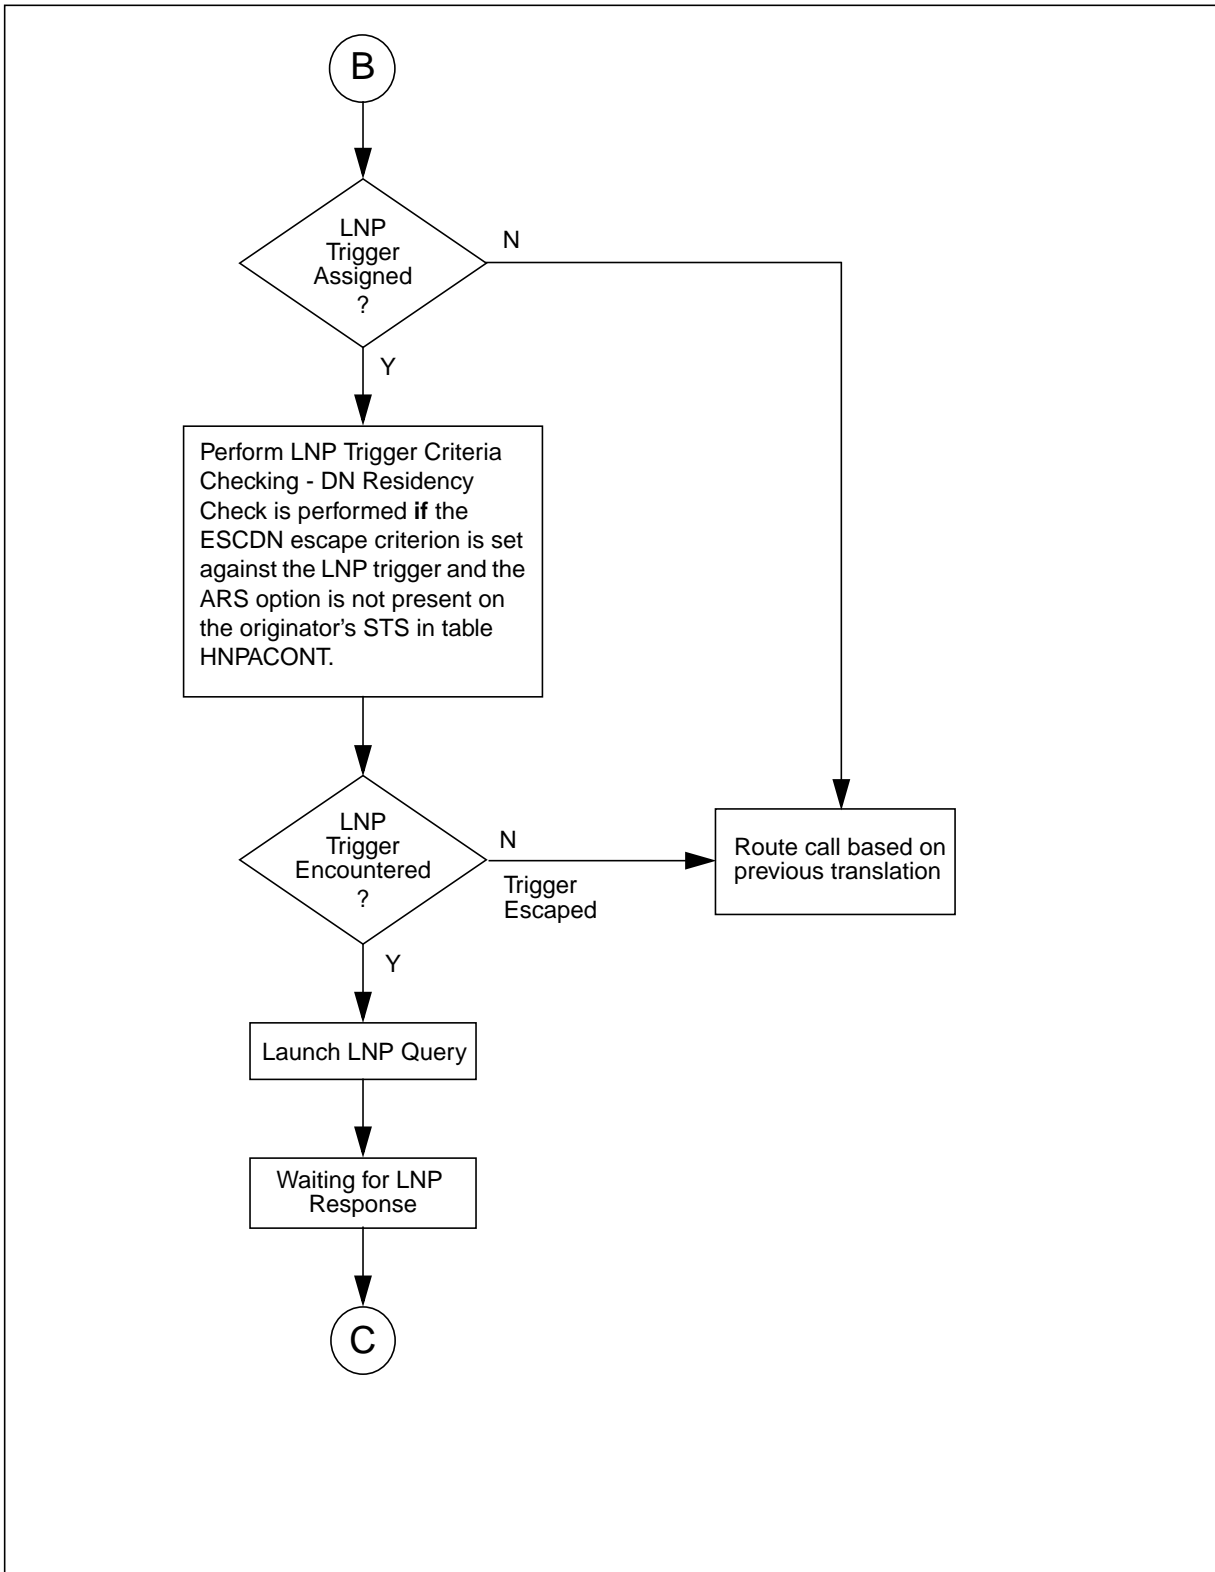 B
LNP
Trigger
Assigned
?
N
Y
Perform LNP Trigger Criteria
Checking - DN Residency
Check is performed if the
ESCDN escape criterion is set
against the LNP trigger and the
ARS option is not present on
the originator's STS in table
HNPACONT.
LNP
Trigger
Encountered
?
N
Trigger
Escaped
Route call based on
previous translation
Y
Launch LNP Query
Waiting for LNP
Response
C